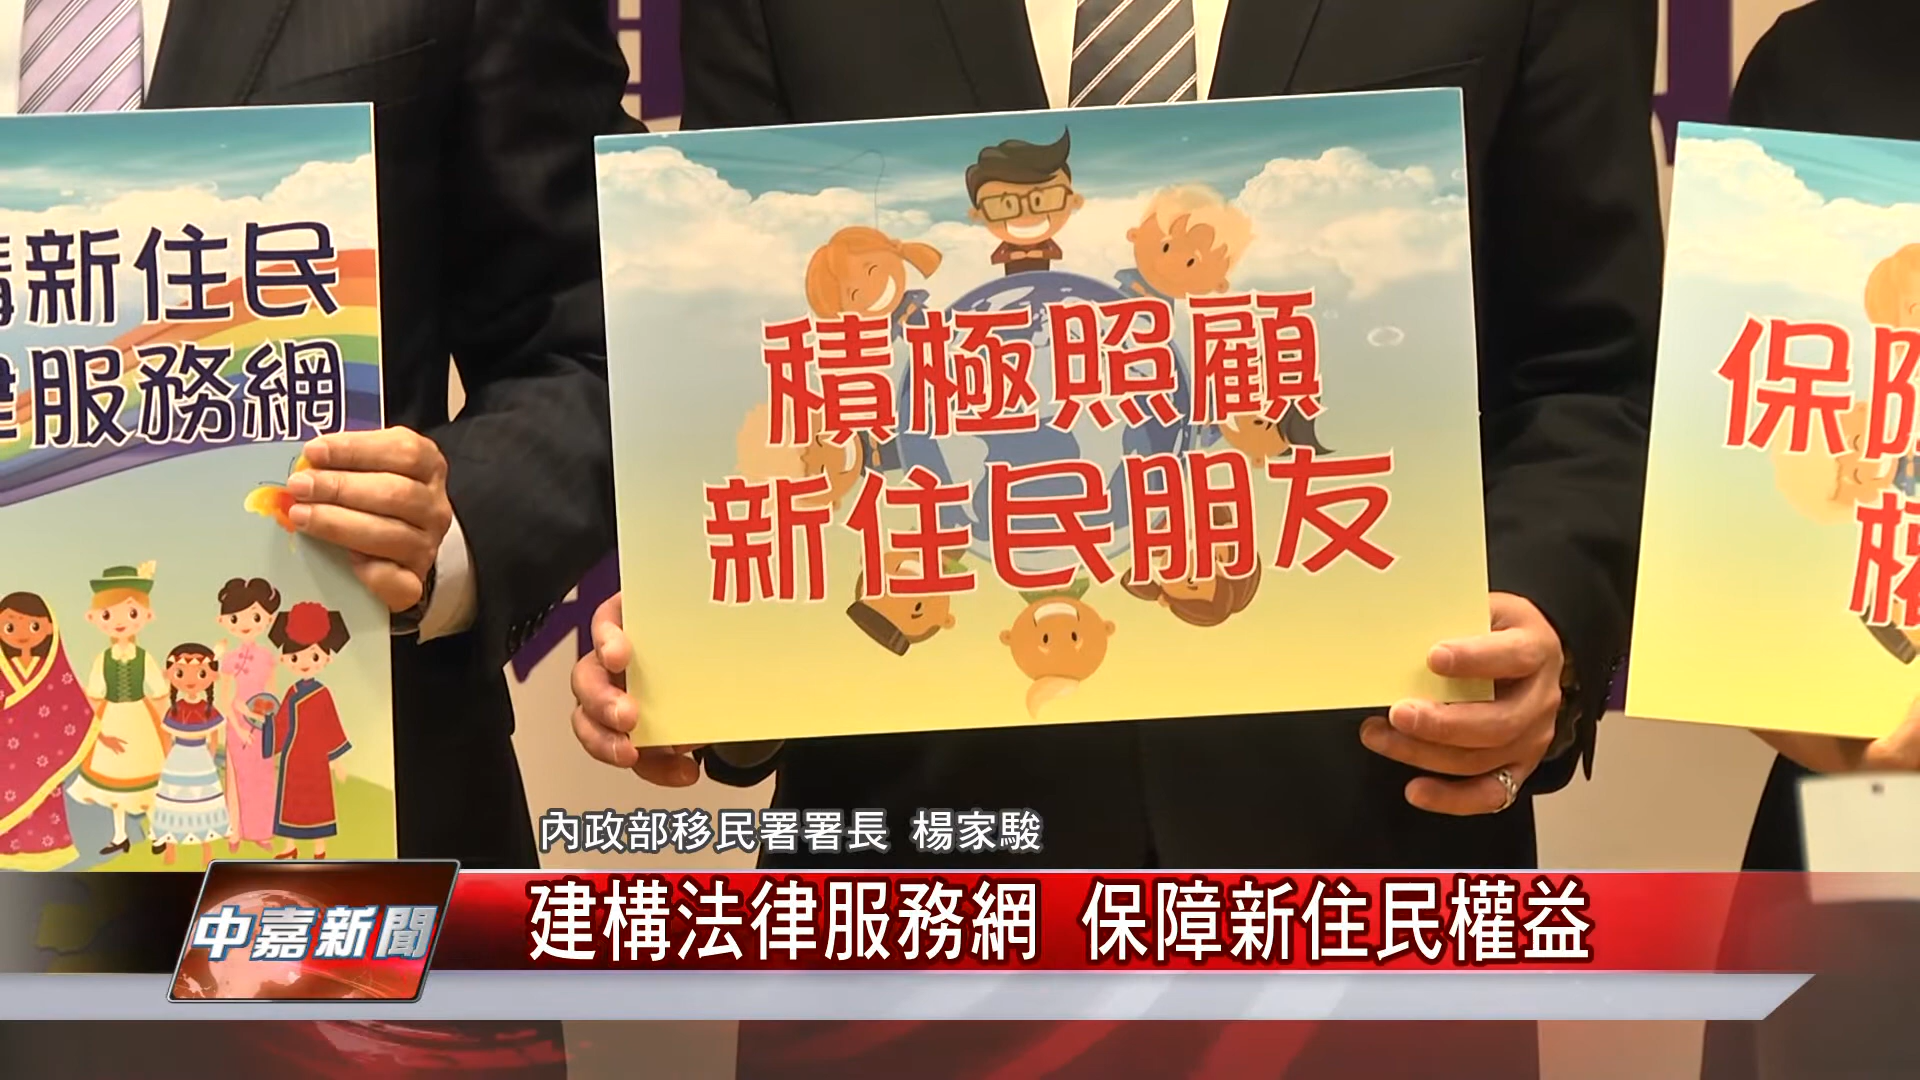 新住民
服務網
積極照顧
新住民朋友
保
內政部移民署署長 楊家駿
中嘉新聞
建構法律服務網 保障新住民權益